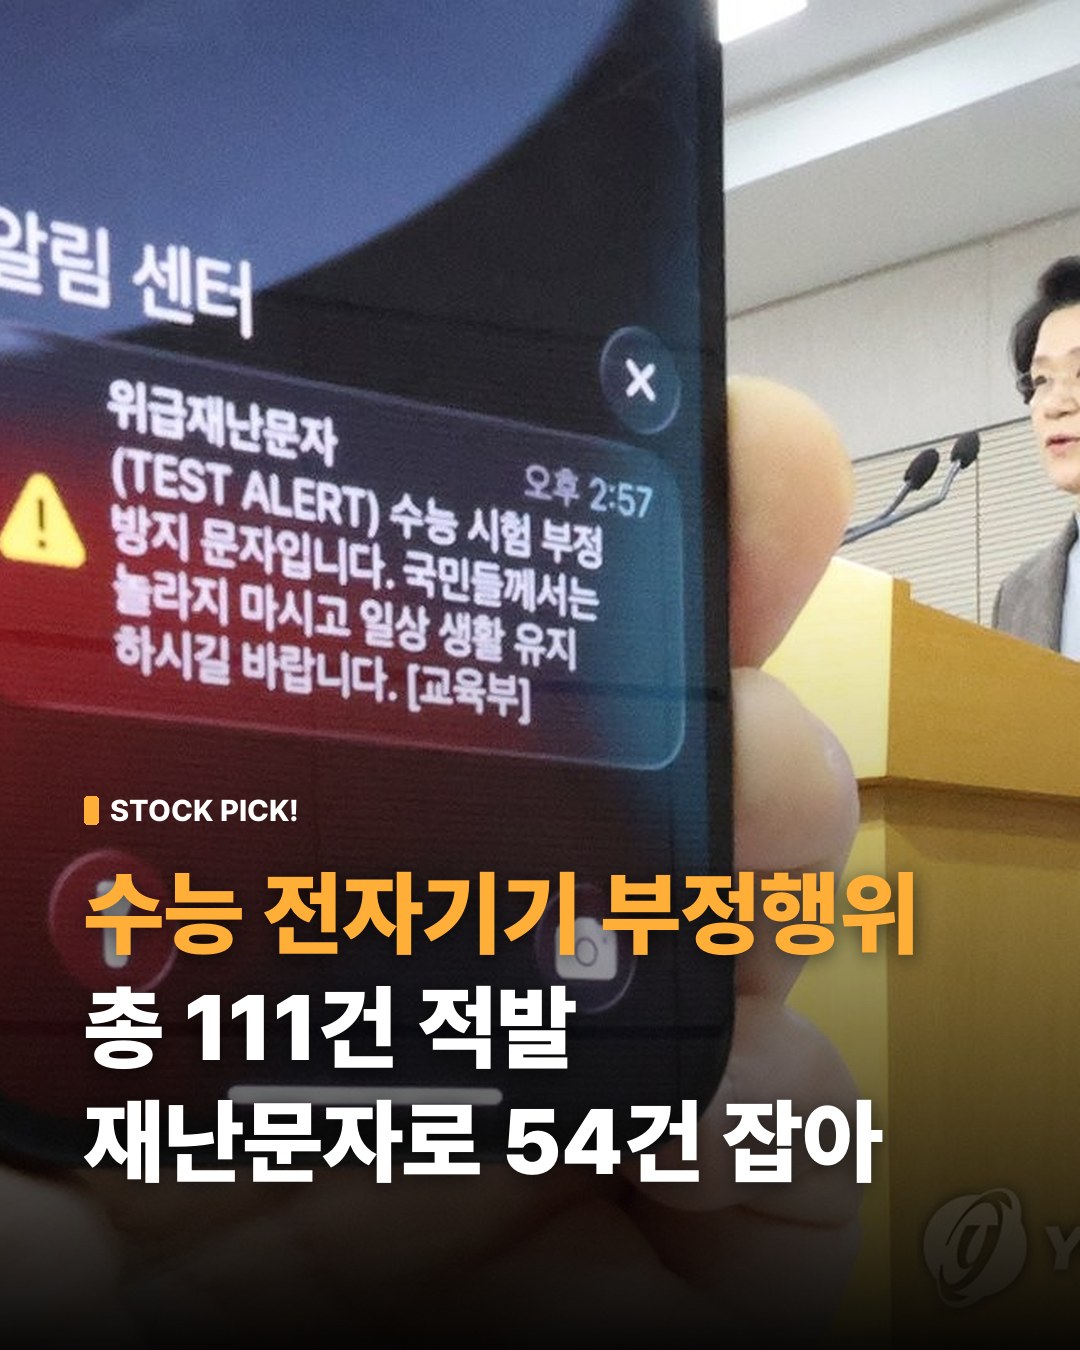 알림 센터
위급재난문자
오후 2:57
(TEST ALERT) 수능 시험 부정
방지 문자입니다. 국민들께서는
놀라지 마시고 일상 생활 유지
하시길 바랍니다. [교육부]
STOCK PICK!
수능 전자기기 부정행위
총 111건 적발
재난문자로 54건 잡아
Y